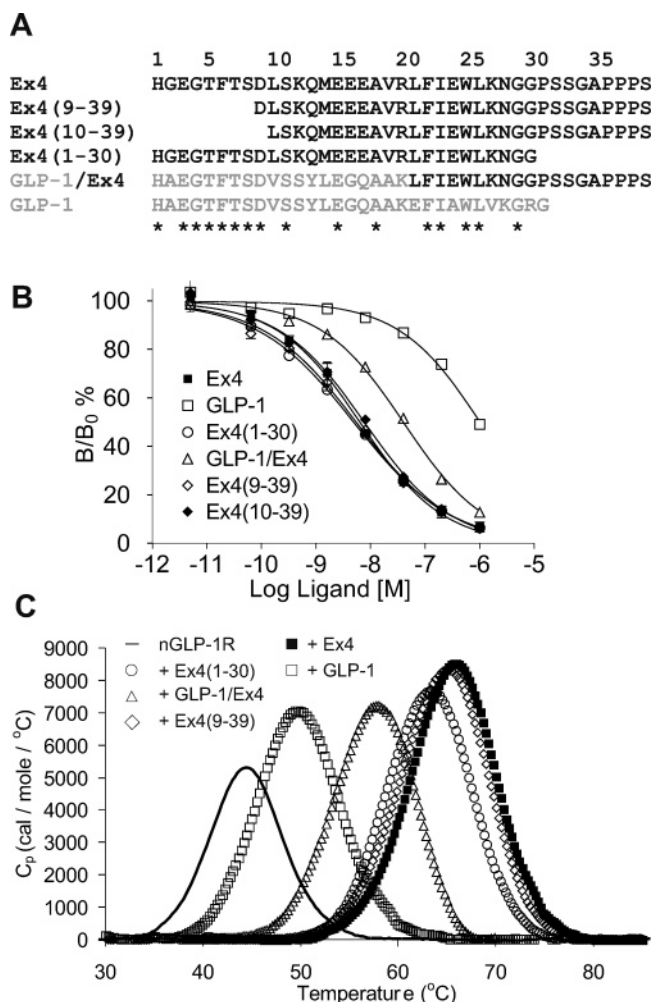 A
1 5 10 15 20 25 30 35
Ex4 HGEGTFTSDLSKQMEEEAVRLFIEWLKNGGPSSGAPPPS
Ex4(9-39) DLSKQMEEEAVRLFIEWLKNGGPSSGAPPPS
Ex4(10-39) LSKQMEEEAVRLFIEWLKNGGPSSGAPPPS
Ex4(1-30) HGEGTFTSDLSKQMEEEAVRLFIEWLKNGG
GLP-1/Ex4 HAEGTFTSDVSSYLEGQAAKLFIEWLKNGGPSSGAPPPS
GLP-1 HAEGTFTSDVSSYLEGQAAKEFIAWLVKGRG
* ******* * * * ** ** *
B
B/B0 %
100
80
60
40
20
0
Ex4
GLP-1
Ex4(1-30)
GLP-1/Ex4
Ex4(9-39)
Ex4(10-39)
-12 -11 -10 -9 -8 -7 -6 -5
Log Ligand [M]
C
Cp (cal / mole / °C)
9000
8000
7000
6000
5000
4000
3000
2000
1000
0
nGLP-1R
+ Ex4(1-30)
+ GLP-1/Ex4
+ Ex4(9-39)
+ Ex4
+ GLP-1
30 40 50 60 70 80
Temperature (°C)